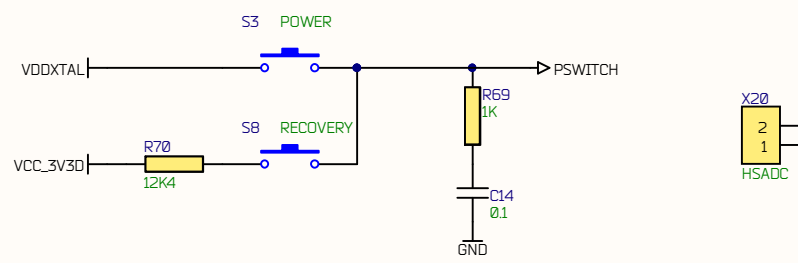 S3 POWER
VDDXTAL
PSWITCH
R69
1K
X20
2
1
HSADC
S8 RECOVERY
R70
VCC_3V3D
12K4
C14
0.1
GND